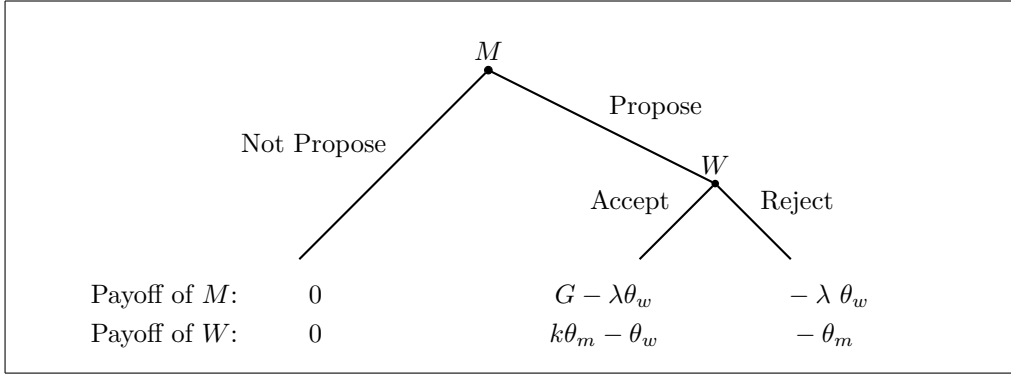 M
Propose
Not Propose
W
Accept Reject
Payoff of M: 0 G − λθ_w − λ θ_w
Payoff of W: 0 kθ_m − θ_w − θ_m